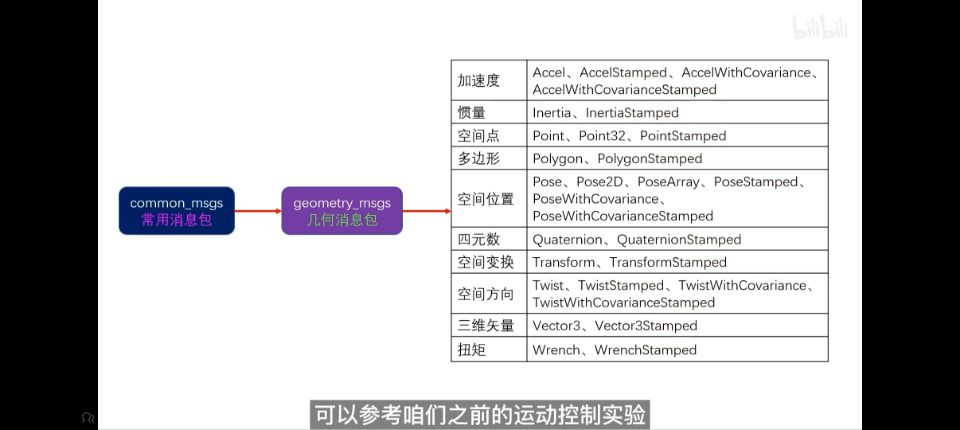 bilibili
common_msgs
常用消息包
geometry_msgs
几何消息包
加速度
Accel、AccelStamped、AccelWithCovariance、
AccelWithCovarianceStamped
惯量
Inertia、InertiaStamped
空间点
Point、Point32、PointStamped
多边形
Polygon、PolygonStamped
空间位置
Pose、Pose2D、PoseArray、PoseStamped、
PoseWithCovariance、
PoseWithCovarianceStamped
四元数
Quaternion、QuaternionStamped
空间变换
Transform、TransformStamped
空间方向
Twist、TwistStamped、TwistWithCovariance、
TwistWithCovarianceStamped
三维矢量
Vector3、Vector3Stamped
扭矩
Wrench、WrenchStamped
可以参考咱们之前的运动控制实验